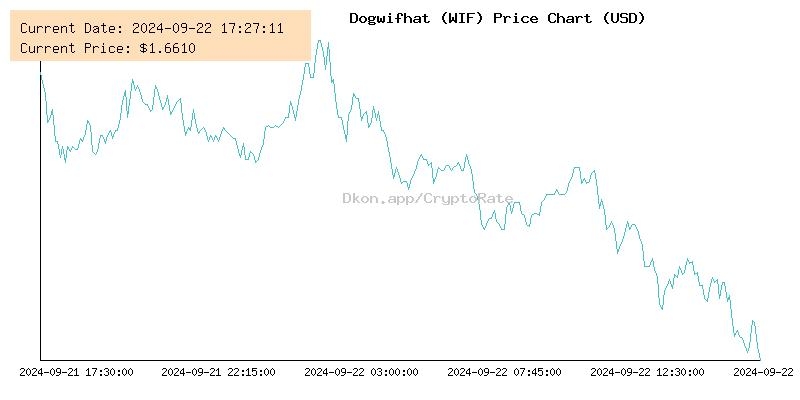 Dogwifhat (WIF) Price Chart (USD)
Current Date: 2024-09-22 17:27:11
Current Price: $1.6610
Dkon.app/CryptoRate
2024-09-21 17:30:00
2024-09-21 22:15:00
2024-09-22 03:00:00
2024-09-22 07:45:00
2024-09-22 12:30:00
2024-09-22